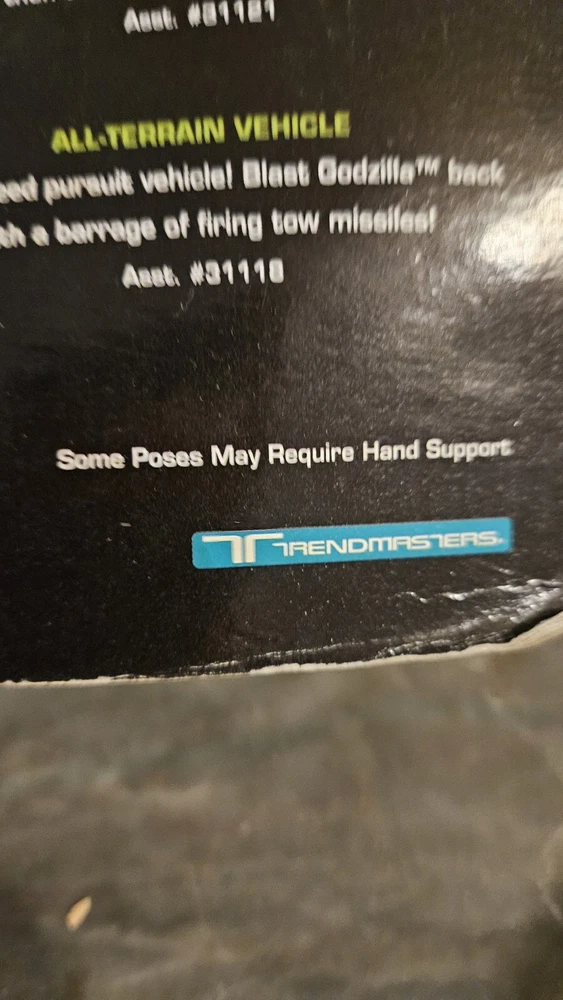 Asst. #81181
ALL-TERRAIN VEHICLE
pursuit vehicle! Blast Godzilla™ back
a barrage of firing tow missiles!
Asst. #31118
Some Poses May Require Hand Support
TRENDMASTERS®